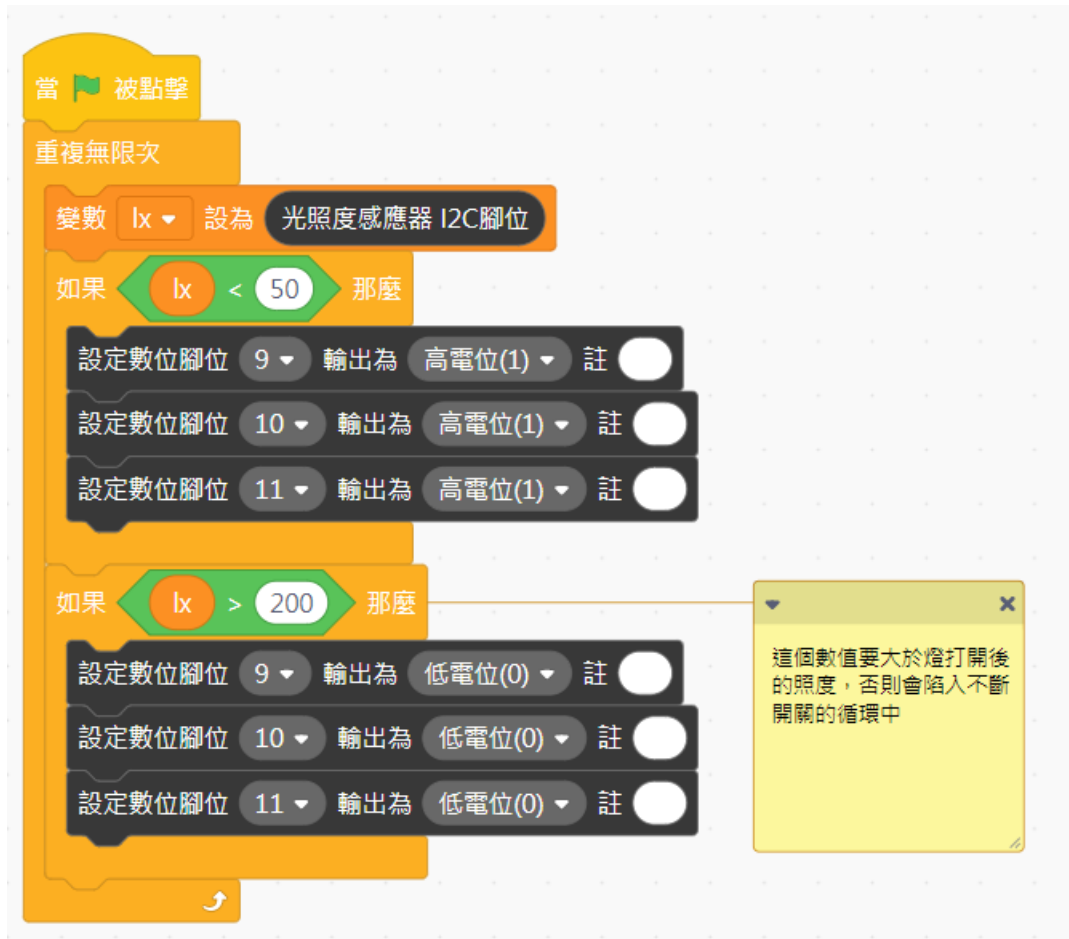 當 被點擊
重複無限次
變數 lx 設為 光照度感應器 I2C腳位
如果 lx < 50 那麼
設定數位腳位 9 輸出為 高電位(1) 註
設定數位腳位 10 輸出為 高電位(1) 註
設定數位腳位 11 輸出為 高電位(1) 註
如果 lx > 200 那麼
設定數位腳位 9 輸出為 低電位(0) 註
設定數位腳位 10 輸出為 低電位(0) 註
設定數位腳位 11 輸出為 低電位(0) 註
這個數值要大於燈打開後
的照度，否則會陷入不斷
開關的循環中